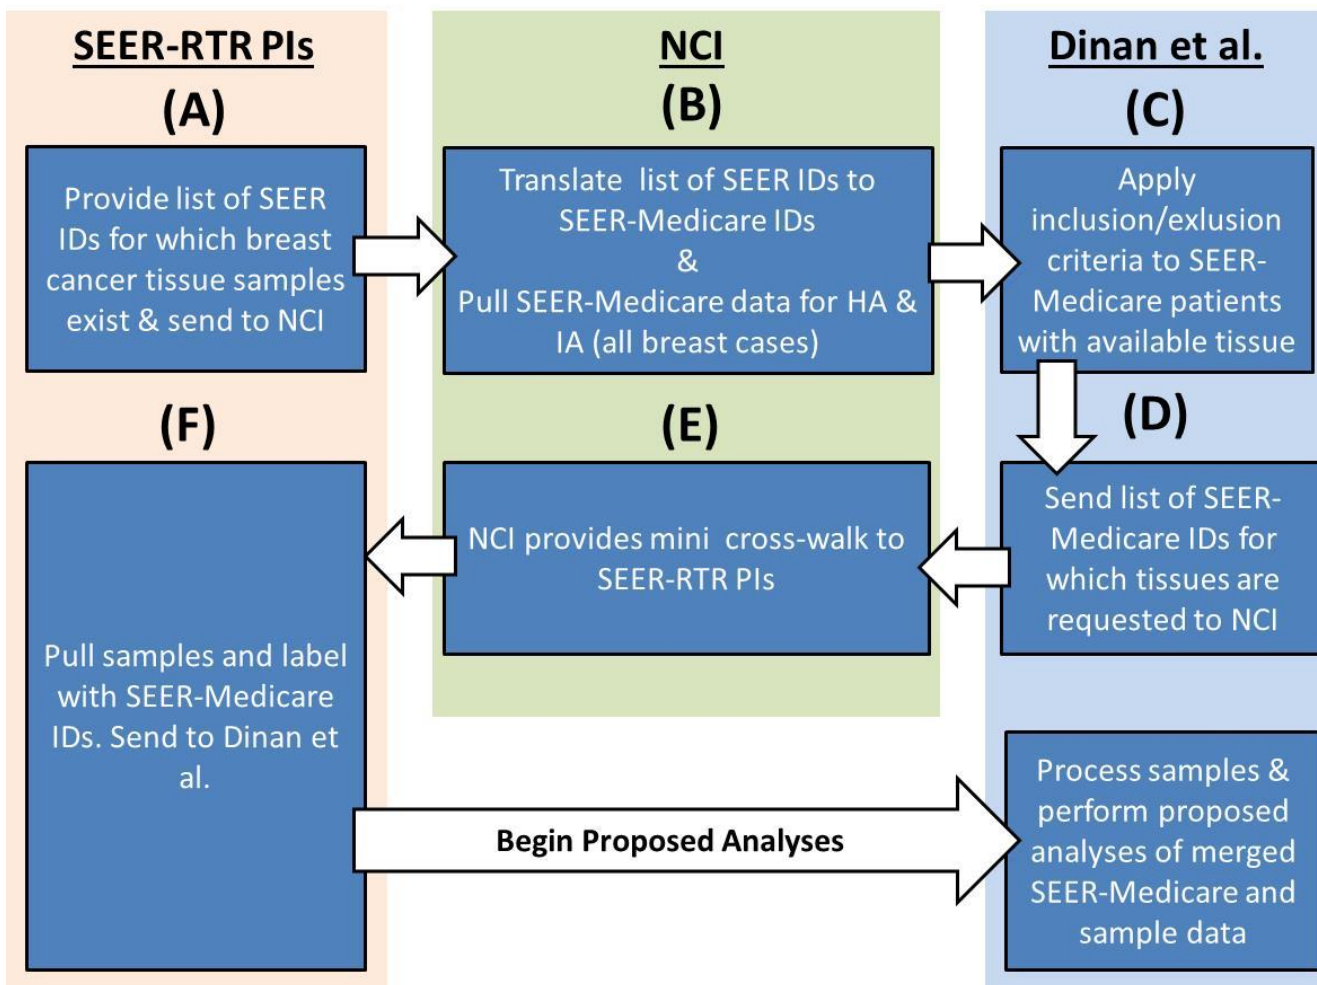 SEER-RTR PIs
(A)
Provide list of SEER
IDs for which breast
cancer tissue samples
exist & send to NCI
NCI
(B)
Translate list of SEER IDs to
SEER-Medicare IDs
&
Pull SEER-Medicare data for HA &
IA (all breast cases)
Dinan et al.
(C)
Apply
inclusion/exlusion
criteria to SEER-
Medicare patients
with available tissue
(D)
Send list of SEER-
Medicare IDs for
which tissues are
requested to NCI
(E)
NCI provides mini cross-walk to
SEER-RTR PIs
(F)
Pull samples and label
with SEER-Medicare
IDs. Send to Dinan et
al.
Begin Proposed Analyses
Process samples &
perform proposed
analyses of merged
SEER-Medicare and
sample data